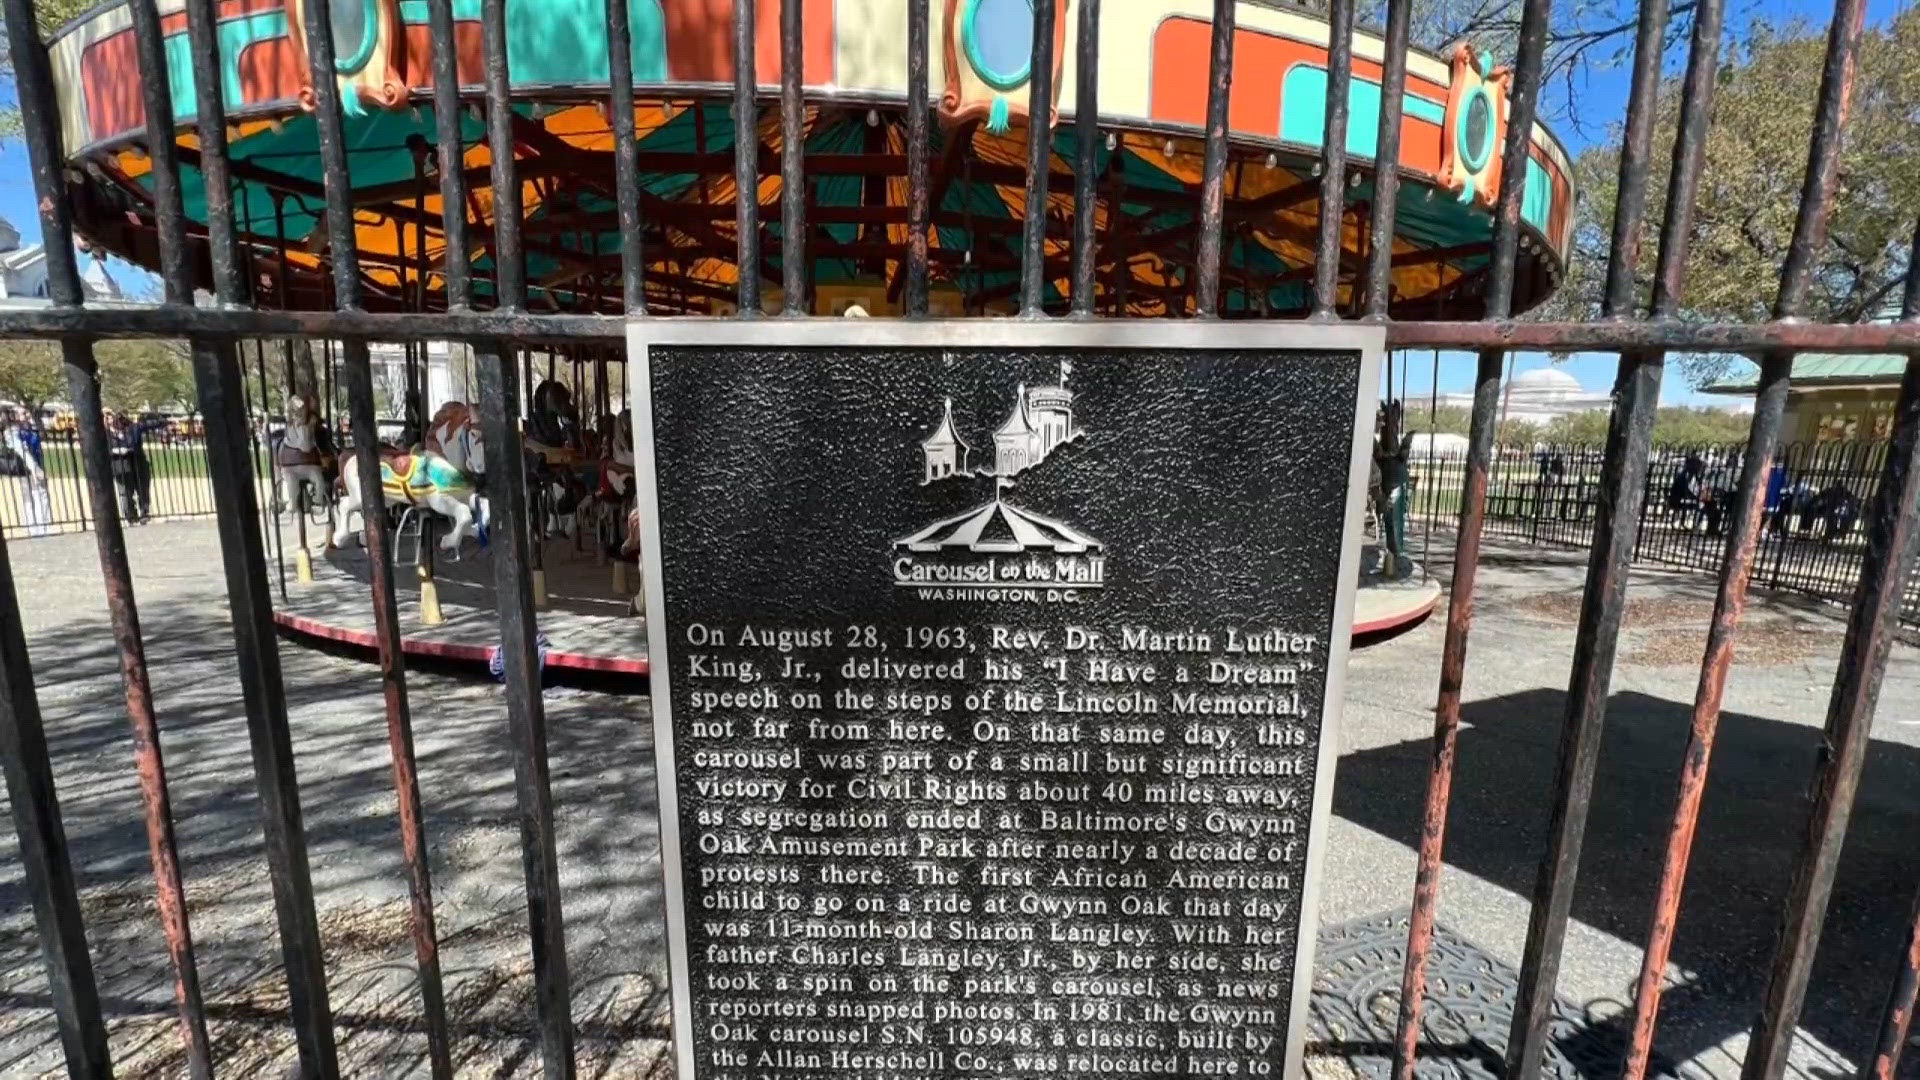 Carousel on the Mall
WASHINGTON, D.C.
On August 28, 1963, Rev. Dr. Martin Luther
King, Jr., delivered his “I Have a Dream”
speech on the steps of the Lincoln Memorial,
not far from here. On that same day, this
carousel was part of a small but significant
victory for Civil Rights about 40 miles away,
as segregation ended at Baltimore's Gwynn
Oak Amusement Park after nearly a decade of
protests there. The first African American
child to go on a ride at Gwynn Oak that day
was 11-month-old Sharon Langley. With her
father Charles Langley, Jr., by her side, she
took a spin on the park's carousel, as news
reporters snapped photos. In 1981, the Gwynn
Oak carousel S.N. 105948, a classic, built by
the Allan Herschell Co., was relocated here to